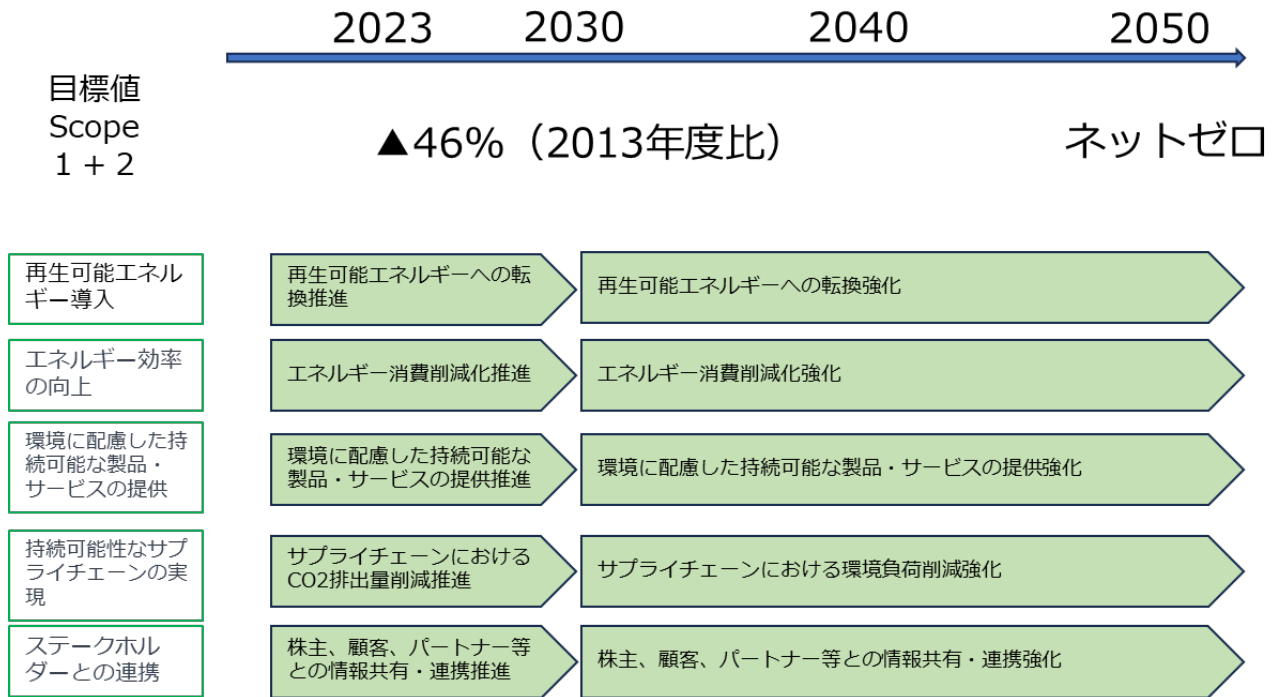 2023 2030 2040 2050
目標値
Scope
1 + 2
▲46%（2013年度比）
ネットゼロ
再生可能エネル
ギー導入
再生可能エネルギーへの転
換推進
再生可能エネルギーへの転換強化
エネルギー効率
の向上
エネルギー消費削減化推進
エネルギー消費削減化強化
環境に配慮した持
続可能な製品・
サービスの提供
環境に配慮した持続可能な
製品・サービスの提供推進
環境に配慮した持続可能な製品・サービスの提供強化
持続可能性なサプ
ライチェーンの実
現
サプライチェーンにおける
CO2排出量削減推進
サプライチェーンにおける環境負荷削減強化
ステークホル
ダーとの連携
株主、顧客、パートナー等
との情報共有・連携推進
株主、顧客、パートナー等との情報共有・連携強化